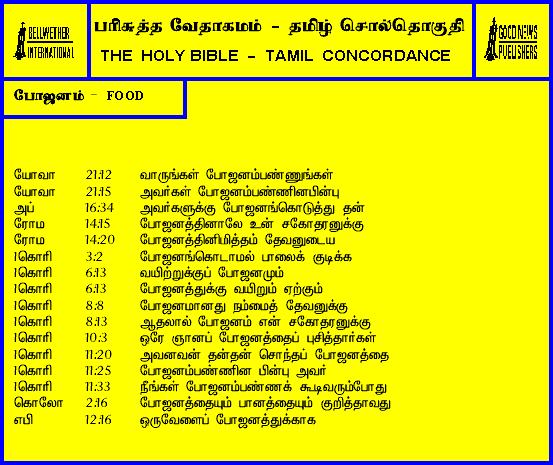 BELLWETHER
INTERNATIONAL
பரிசுத்த வேதாகமம் - தமிழ் சொல்தொகுதி
THE HOLY BIBLE - TAMIL CONCORDANCE
GOOD NEWS
PUBLISHERS
போஜனம் - FOOD
யோவா 21:12 வாருங்கள் போஜனம்பண்ணுங்கள்
யோவா 21:15 அவர்கள் போஜனம்பண்ணினபின்பு
அப் 16:34 அவர்களுக்கு போஜனங்கொடுத்து தன்
ரோம 14:15 போஜனத்தினாலே உன் சகோதரனுக்கு
ரோம 14:20 போஜனத்தினிமித்தம் தேவனுடைய
1கொரி 3:2 போஜனங்கொடாமல் பாலைக் குடிக்க
1கொரி 6:13 வயிற்றுக்குப் போஜனமும்
1கொரி 6:13 போஜனத்துக்கு வயிறும் ஏற்கும்
1கொரி 8:8 போஜனமானது நம்மைத் தேவனுக்கு
1கொரி 8:13 ஆதலால் போஜனம் என் சகோதரனுக்கு
1கொரி 10:3 ஒரே ஞானப் போஜனத்தைப் புசித்தார்கள்
1கொரி 11:20 அவனவன் தன்தன் சொந்தப் போஜனத்தை
1கொரி 11:25 போஜனம்பண்ணின பின்பு அவர்
1கொரி 11:33 நீங்கள் போஜனம்பண்ணக் கூடிவரும்போது
கொலோ 2:16 போஜனத்தையும் பானத்தையும் குறித்தாவது
எபி 12:16 ஒருவேளைப் போஜனத்துக்காக